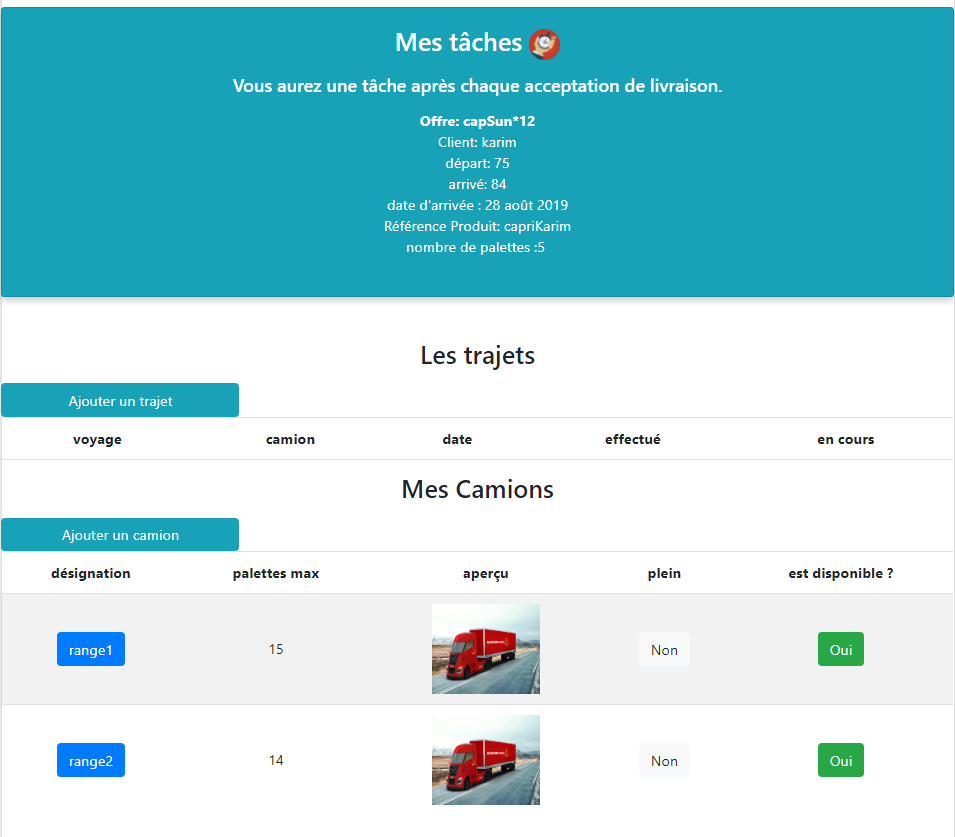 Mes tâches
Vous aurez une tâche après chaque acceptation de livraison.
Offre: capSun*12
Client: karim
départ: 75
arrivé: 84
date d'arrivée : 28 août 2019
Référence Produit: capriKarim
nombre de palettes :5
Les trajets
Ajouter un trajet
voyage camion date effectué en cours
Mes Camions
Ajouter un camion
désignation palettes max aperçu plein est disponible ?
range1 15 Non Oui
range2 14 Non Oui